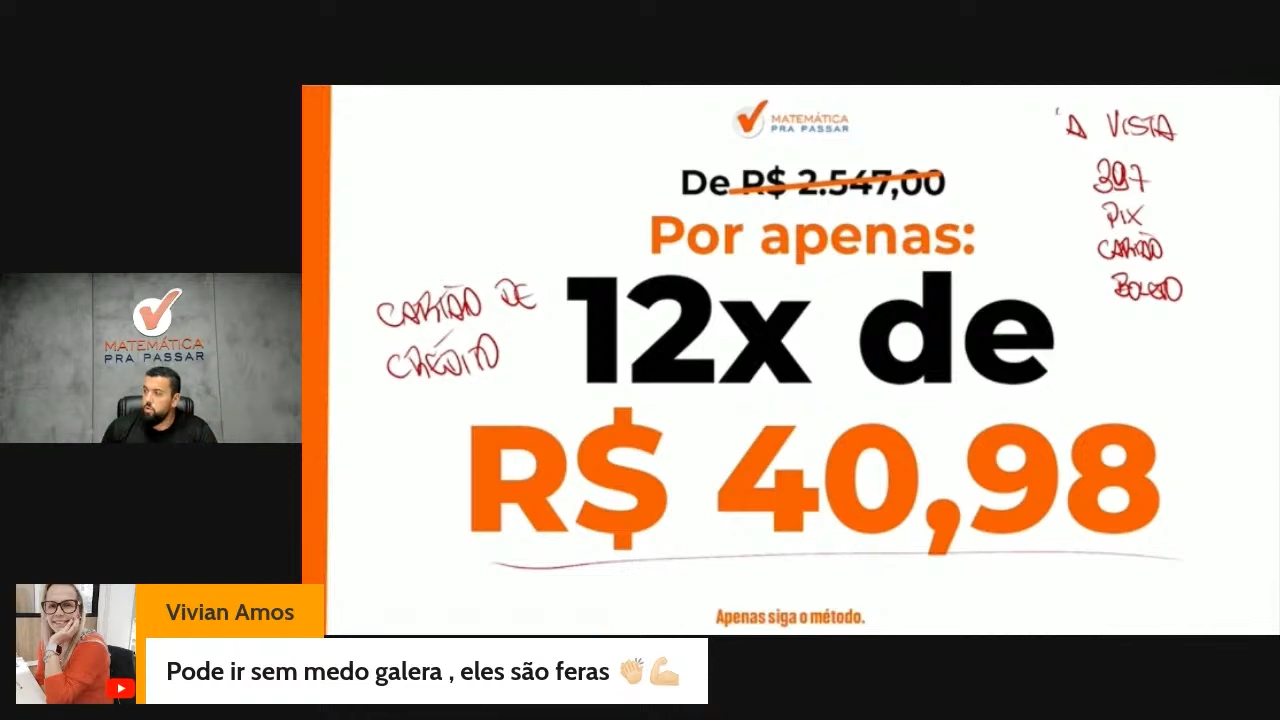 MATEMÁTICA
PRA PASSAR
De R$ 2.547,00
Por apenas:
12x de
R$ 40,98
CARTÃO DE
CRÉDITO
À VISTA
397
PIX
CARTÃO
BOLETO
Apenas siga o método.
MATEMÁTICA
PRA PASSAR
Vivian Amos
Pode ir sem medo galera , eles são feras 👏🏻💪🏻